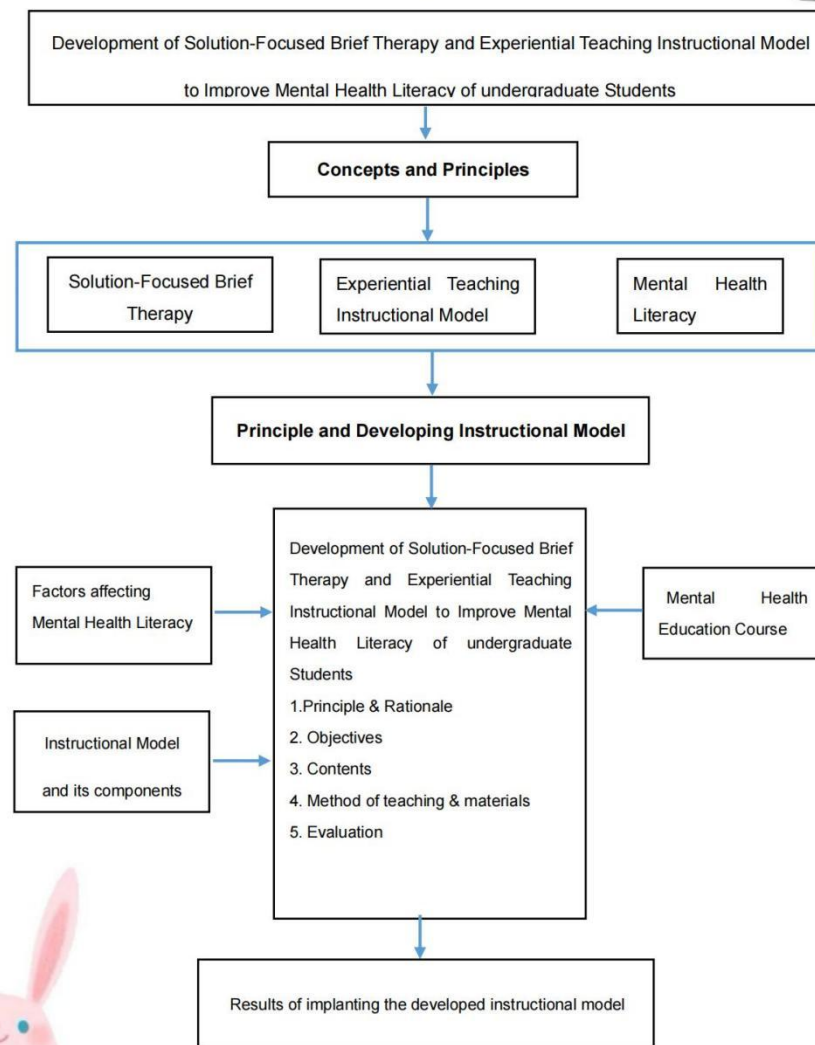 Development of Solution-Focused Brief Therapy and Experiential Teaching Instructional Model
to Improve Mental Health Literacy of undergraduate Students
Concepts and Principles
Solution-Focused Brief
Therapy
Experiential Teaching
Instructional Model
Mental Health
Literacy
Principle and Developing Instructional Model
Factors affecting
Mental Health Literacy
Instructional Model
and its components
Development of Solution-Focused Brief
Therapy and Experiential Teaching
Instructional Model to Improve Mental
Health Literacy of undergraduate
Students
1.Principle & Rationale
2. Objectives
3. Contents
4. Method of teaching & materials
5. Evaluation
Mental Health
Education Course
Results of implanting the developed instructional model